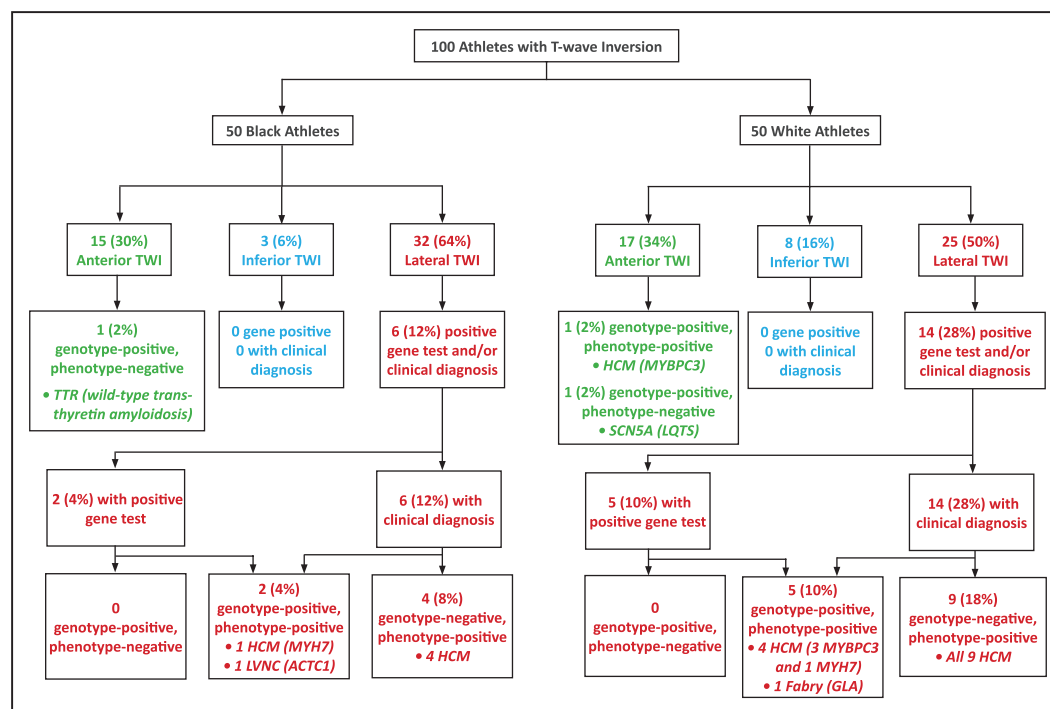 100 Athletes with T-wave Inversion
50 Black Athletes
50 White Athletes
15 (30%)
Anterior TWI
3 (6%)
Inferior TWI
32 (64%)
Lateral TWI
17 (34%)
Anterior TWI
8 (16%)
Inferior TWI
25 (50%)
Lateral TWI
1 (2%)
genotype-positive,
phenotype-negative
• TTR (wild-type trans-
thyretin amyloidosis)
0 gene positive
0 with clinical
diagnosis
6 (12%) positive
gene test and/or
clinical diagnosis
1 (2%) genotype-positive,
phenotype-positive
• HCM (MYBPC3)
1 (2%) genotype-positive,
phenotype-negative
• SCN5A (LQTS)
0 gene positive
0 with clinical
diagnosis
14 (28%) positive
gene test and/or
clinical diagnosis
2 (4%) with positive
gene test
6 (12%) with
clinical diagnosis
5 (10%) with
positive gene test
14 (28%) with
clinical diagnosis
0
genotype-positive,
phenotype-negative
2 (4%)
genotype-positive,
phenotype-positive
• 1 HCM (MYH7)
• 1 LVNC (ACTC1)
4 (8%)
genotype-negative,
phenotype-positive
• 4 HCM
0
genotype-positive,
phenotype-negative
5 (10%)
genotype-positive,
phenotype-positive
• 4 HCM (3 MYBPC3
and 1 MYH7)
• 1 Fabry (GLA)
9 (18%)
genotype-negative,
phenotype-positive
• All 9 HCM